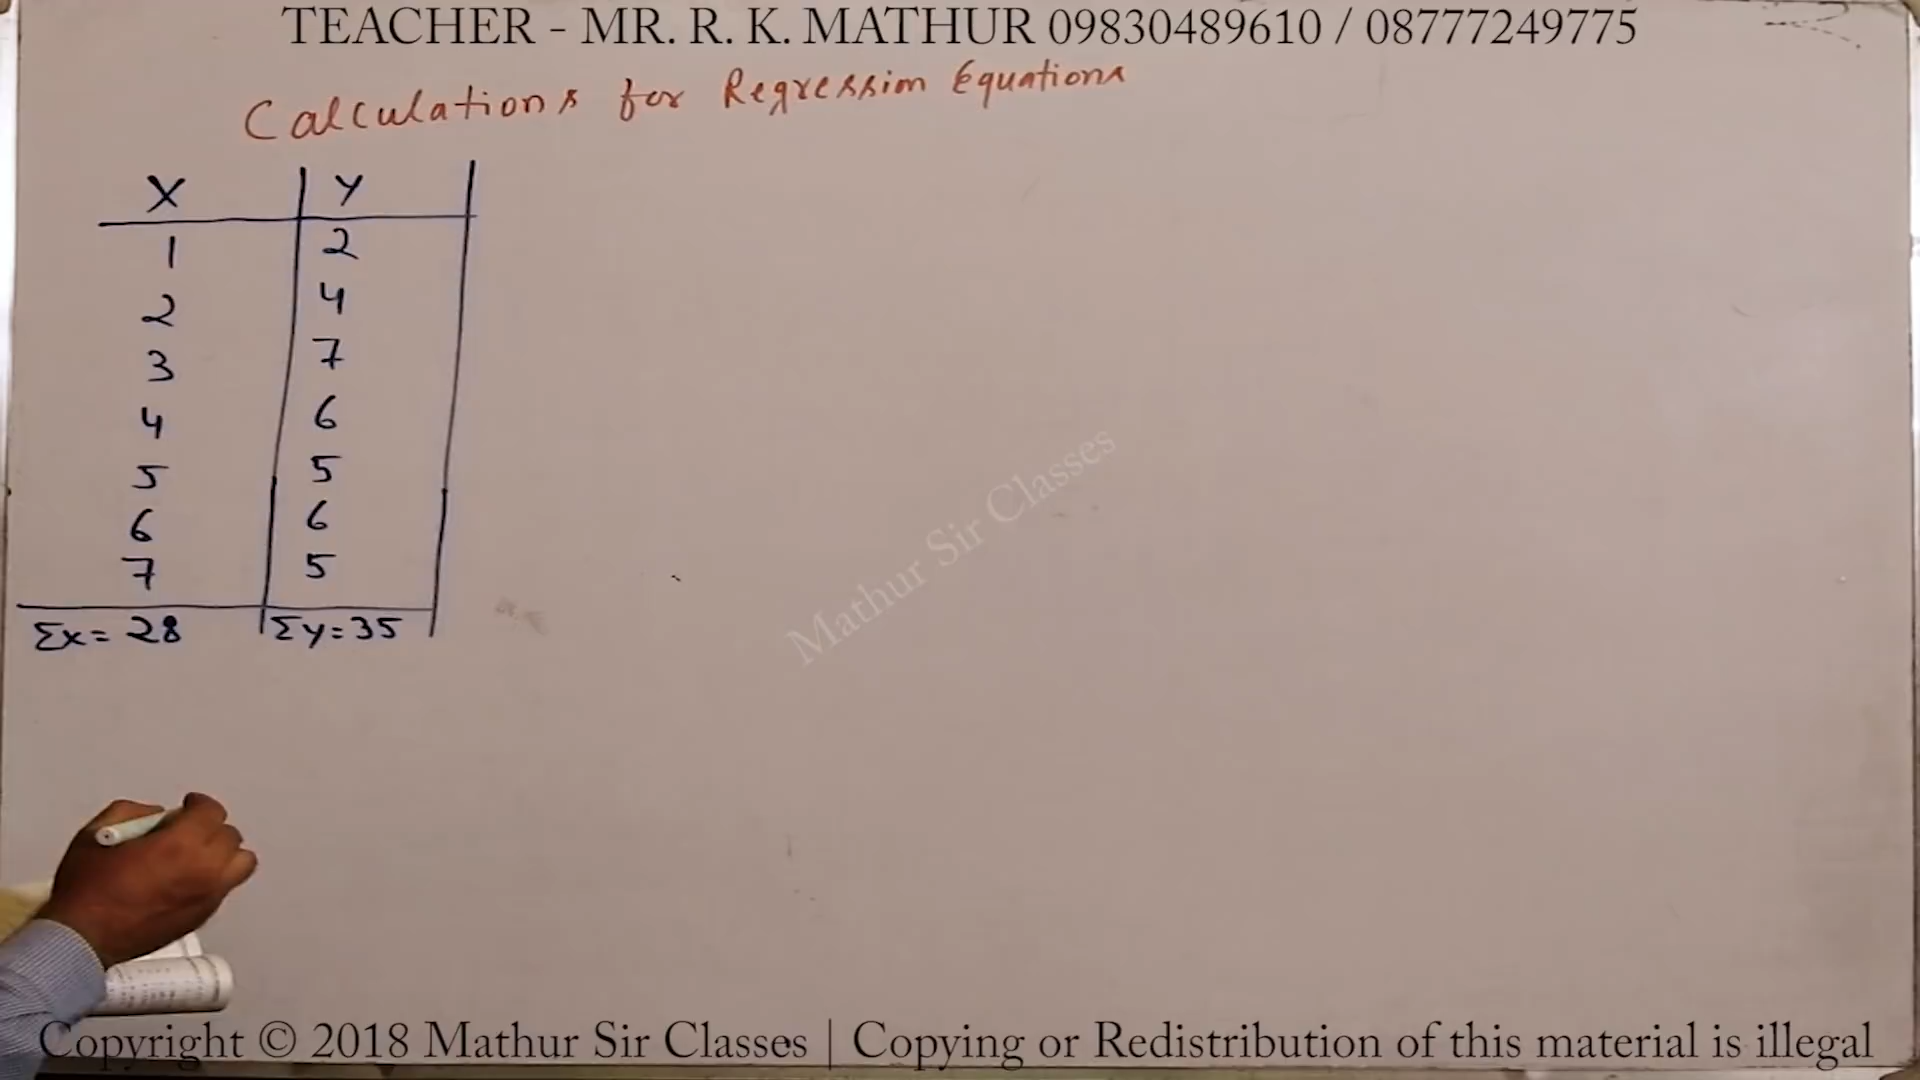 TEACHER - MR. R. K. MATHUR 09830489610 / 08777249775
Calculations for Regression Equations
X Y
1 2
2 4
3 7
4 6
5 5
6 6
7 5
Σx = 28 Σy = 35
Mathur Sir Classes
Copyright © 2018 Mathur Sir Classes | Copying or Redistribution of this material is illegal